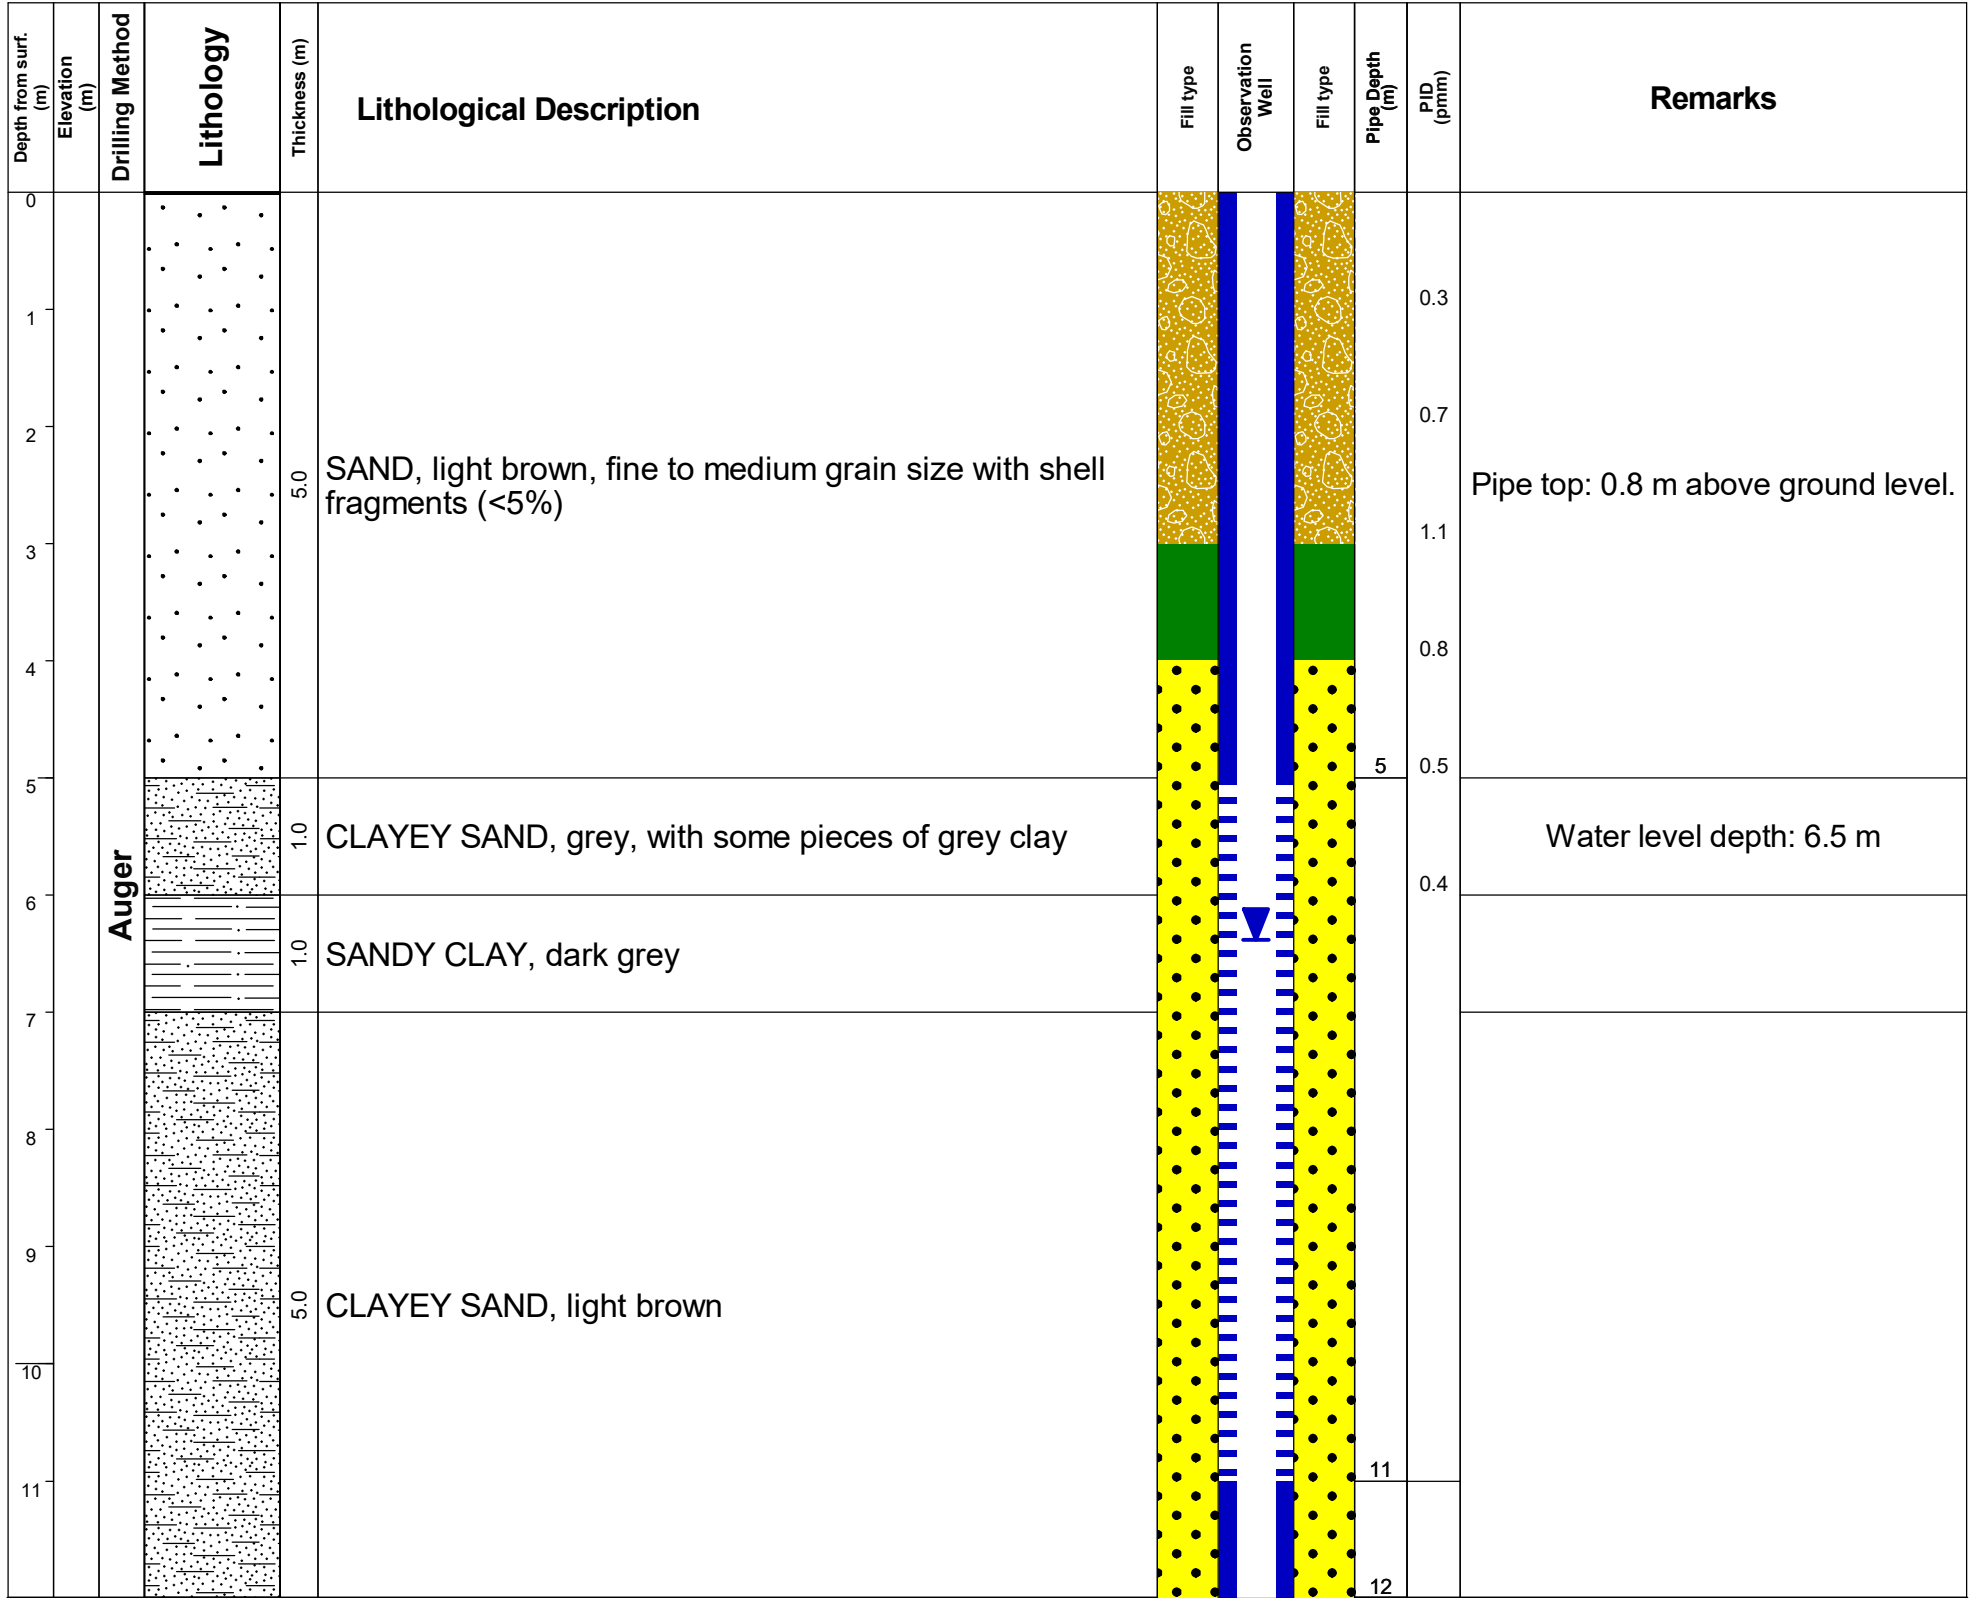 Depth from surf.
(m)
Elevation
(m)
Drilling Method
Lithology
Thickness (m)
Lithological Description
Fill type
Observation
Well
Fill type
Pipe Depth
(m)
PID
(pmm)
Remarks
0
0.3
1
0.7
2
5.0
SAND, light brown, fine to medium grain size with shell
fragments (<5%)
Pipe top: 0.8 m above ground level.
1.1
3
0.8
4
5
0.5
5
1.0
CLAYEY SAND, grey, with some pieces of grey clay
Water level depth: 6.5 m
0.4
Auger
6
1.0
SANDY CLAY, dark grey
7
8
9
5.0
CLAYEY SAND, light brown
10
11
11
12